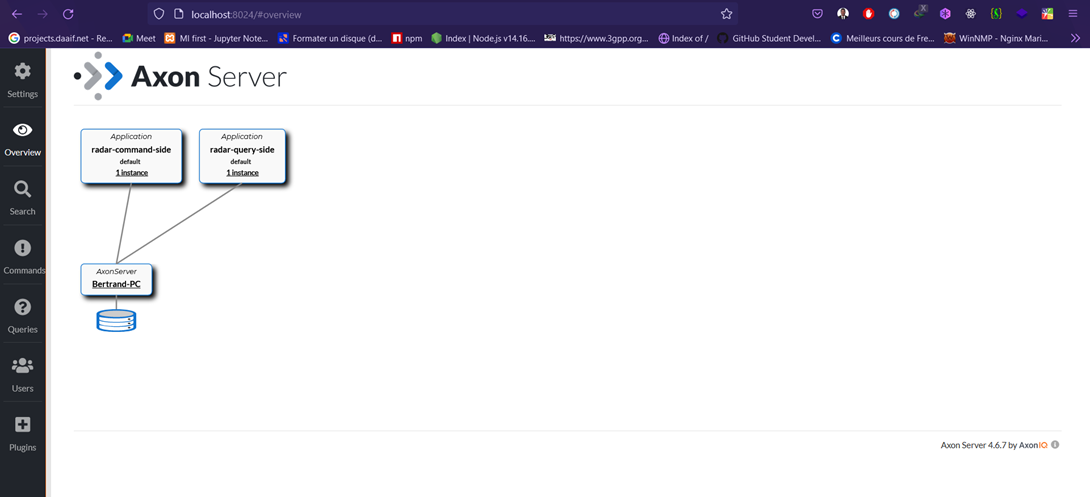 localhost:8024/#overview
projects.daaif.net - Re... Meet MI first - Jupyter Note... Formater un disque (d... npm Index | Node.js v14.16.... https://www.3gpp.org... Index of / GitHub Student Devel... Meilleurs cours de Fre... WinNMP - Nginx Mari...
Axon Server
Settings
Overview
Search
Commands
Queries
Users
Plugins
Application
radar-command-side
default
1 instance
Application
radar-query-side
default
1 instance
AxonServer
Bertrand-PC
Axon Server 4.6.7 by AxonIQ